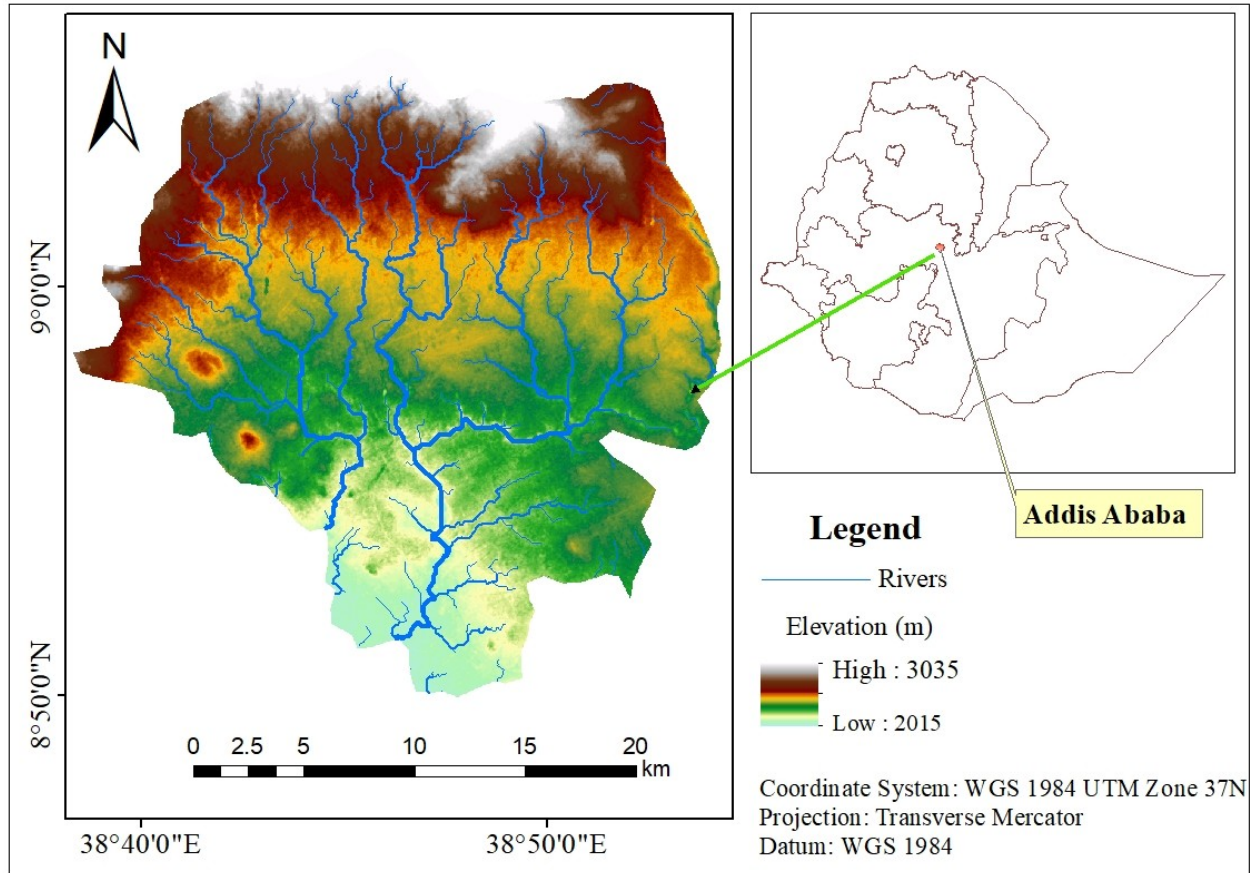 N
9°0'0"N
8°50'0"N
0 2.5 5 10 15 20
km
38°40'0"E 38°50'0"E
Addis Ababa
Legend
Rivers
Elevation (m)
High : 3035
Low : 2015
Coordinate System: WGS 1984 UTM Zone 37N
Projection: Transverse Mercator
Datum: WGS 1984